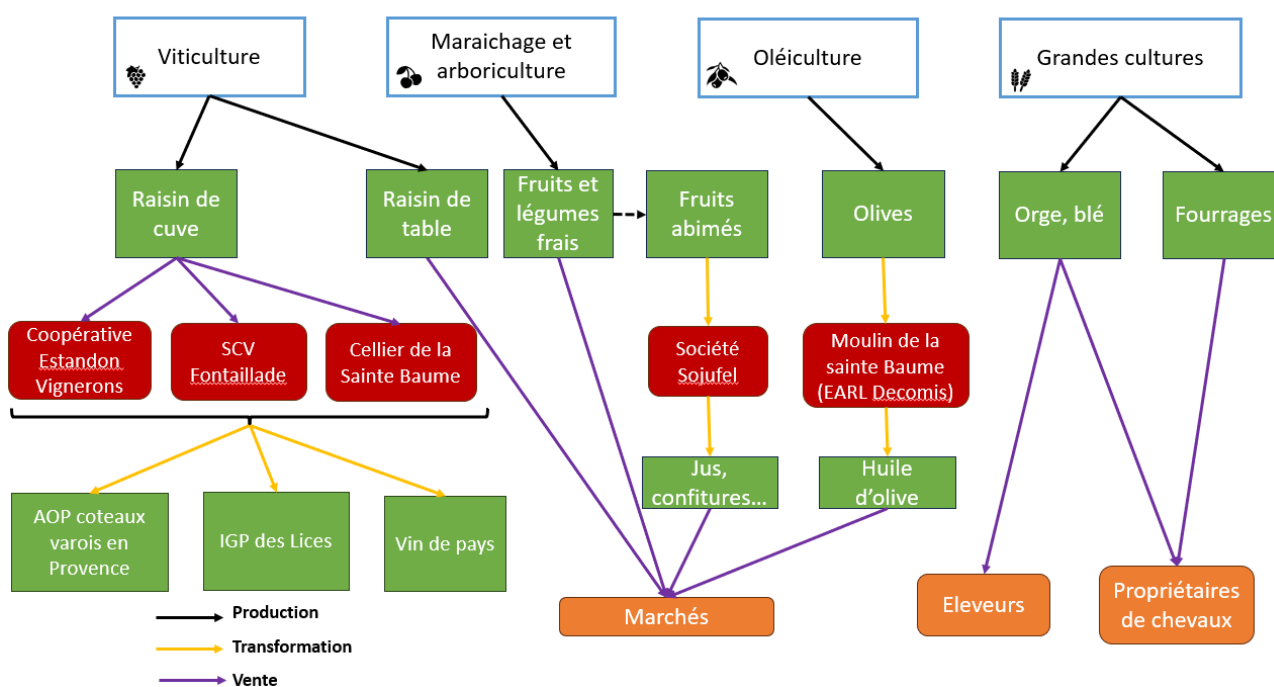 Viticulture
Maraichage et
arboriculture
Oléiculture
Grandes cultures
Raisin de
cuve
Raisin de
table
Fruits et
légumes
frais
Fruits
abimés
Olives
Orge, blé
Fourrages
Coopérative
Estandon
Vignerons
SCV
Fontaillade
Cellier de la
Sainte Baume
Société
Sojufel
Moulin de la
sainte Baume
(EARL Decomis)
Jus,
confitures...
Huile
d'olive
AOP coteaux
varois en
Provence
IGP des Lices
Vin de pays
Marchés
Eleveurs
Propriétaires
de chevaux
Production
Transformation
Vente